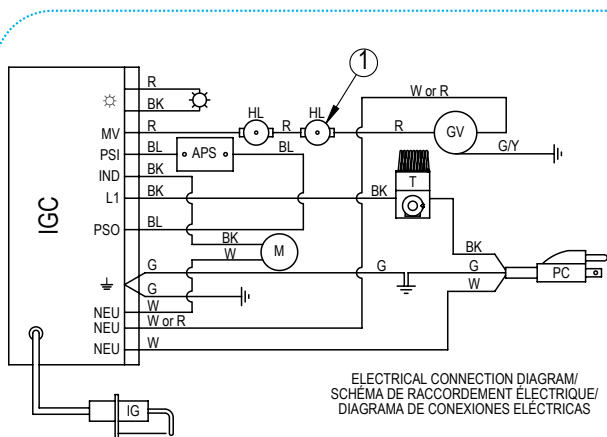 1
R
W or R
BK
HL
HL
MV
R
R
R
GV
PSI
BL
APS
BL
G/Y
IND
BK
T
L1
BK
BK
IGC
PSO
BL
BK
BK
W
M
G
G
G
PC
G
W
NEU
W
NEU
W or R
NEU
W
IG
ELECTRICAL CONNECTION DIAGRAM/
SCHÉMA DE RACCORDEMENT ÉLECTRIQUE/
DIAGRAMA DE CONEXIONES ELÉCTRICAS